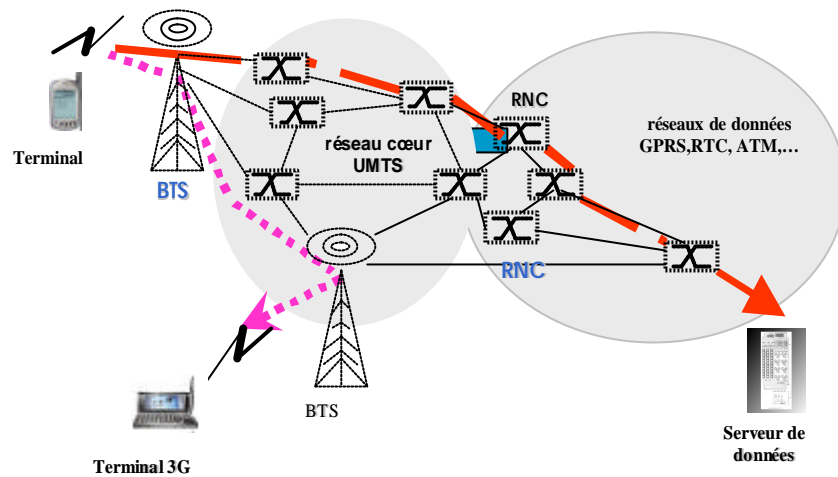 RNC
réseaux de données
GPRS,RTC, ATM,...
Terminal
réseau cœur
UMTS
BTS
RNC
BTS
Terminal 3G
Serveur de
données